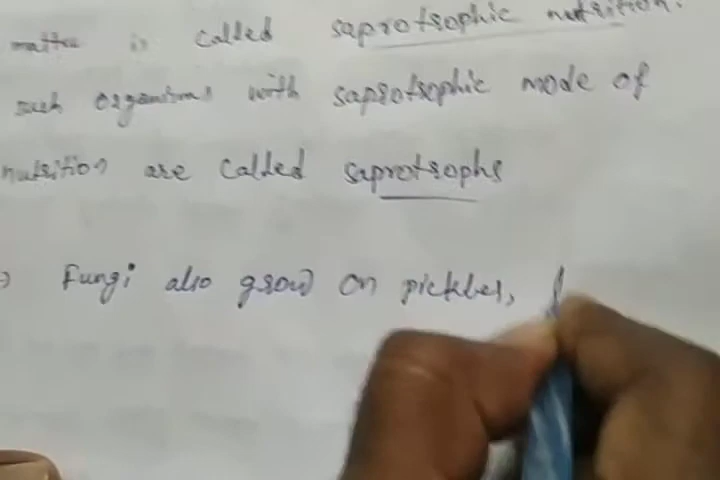 matter is called saprotrophic nutrition.
such organisms with saprotrophic mode of
nutrition are called saprotrophs
Fungi also grow on pickles,